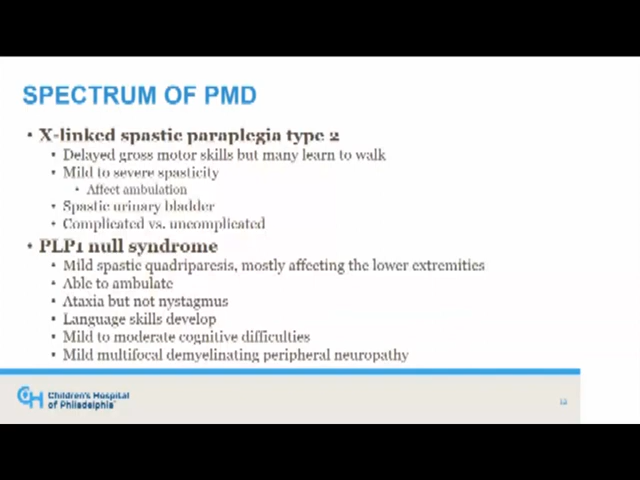 SPECTRUM OF PMD
• X-linked spastic paraplegia type 2
• Delayed gross motor skills but many learn to walk
• Mild to severe spasticity
• Affect ambulation
• Spastic urinary bladder
• Complicated vs. uncomplicated
• PLP1 null syndrome
• Mild spastic quadriparesis, mostly affecting the lower extremities
• Able to ambulate
• Ataxia but not nystagmus
• Language skills develop
• Mild to moderate cognitive difficulties
• Mild multifocal demyelinating peripheral neuropathy
Children's Hospital
of Philadelphia